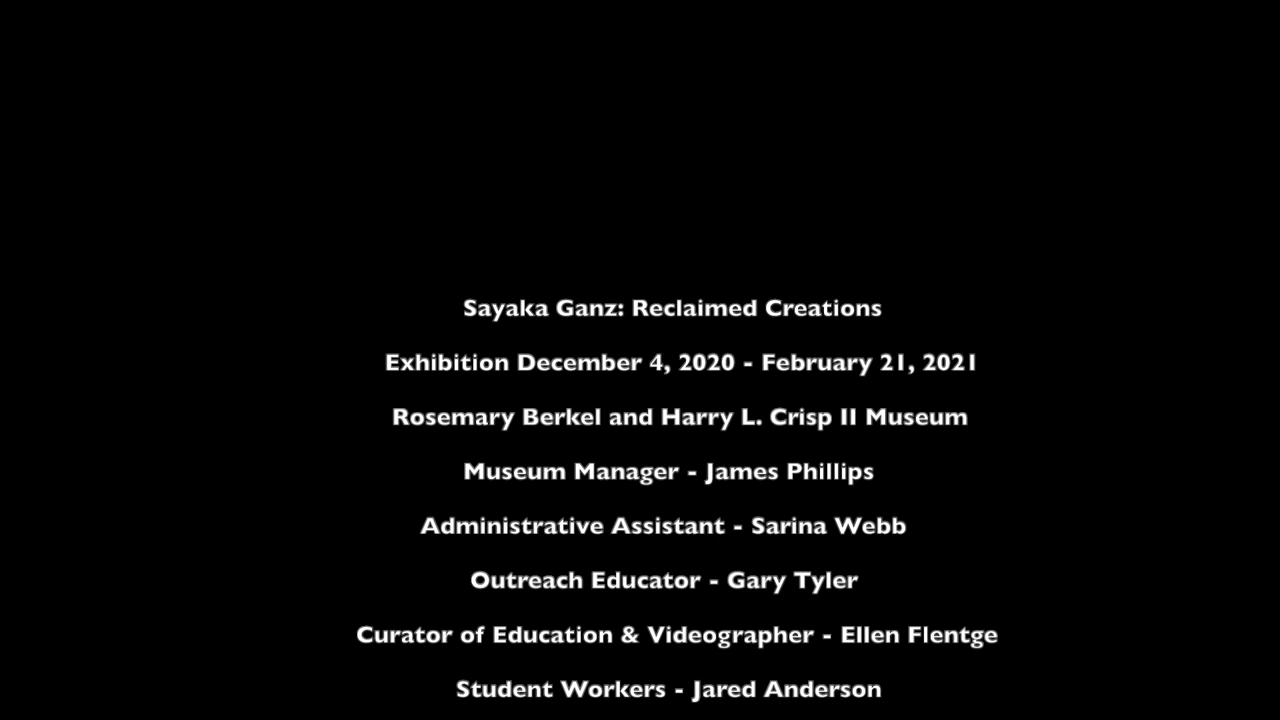 Sayaka Ganz: Reclaimed Creations
Exhibition December 4, 2020 - February 21, 2021
Rosemary Berkel and Harry L. Crisp II Museum
Museum Manager - James Phillips
Administrative Assistant - Sarina Webb
Outreach Educator - Gary Tyler
Curator of Education & Videographer - Ellen Flentge
Student Workers - Jared Anderson